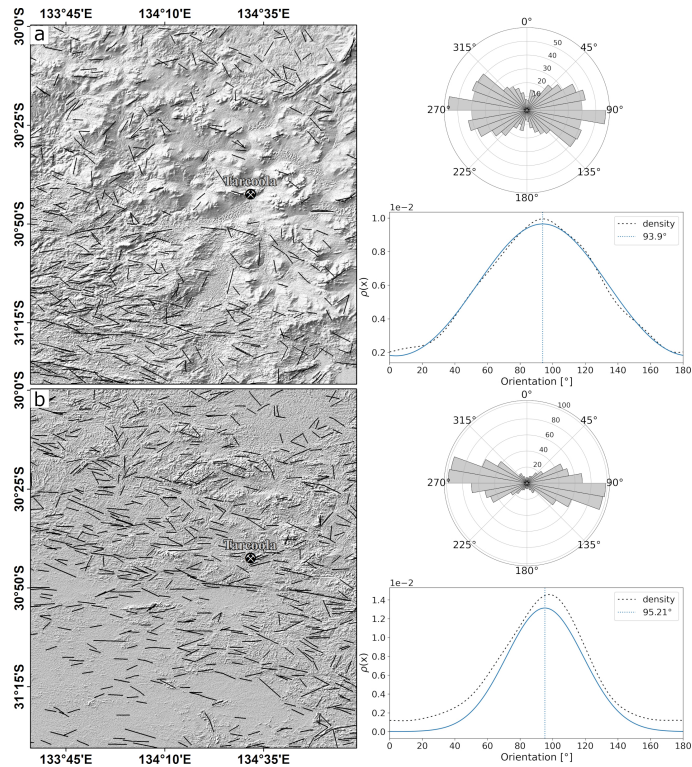 133°45'E 134°10'E 134°35'E
a
30°0'S
30°25'S
30°50'S
31°15'S
Tarcoola
0°
45°
90°
135°
180°
225°
270°
315°
10
20
30
40
50
1e−2
ρ(x)
1.0
0.8
0.6
0.4
0.2
density
93.9°
0 20 40 60 80 100 120 140 160 180
Orientation [°]
b
30°0'S
30°25'S
30°50'S
31°15'S
Tarcoola
133°45'E 134°10'E 134°35'E
0°
45°
90°
135°
180°
225°
270°
315°
20
40
60
80
100
1e−2
ρ(x)
1.4
1.2
1.0
0.8
0.6
0.4
0.2
0.0
density
95.21°
0 20 40 60 80 100 120 140 160 180
Orientation [°]